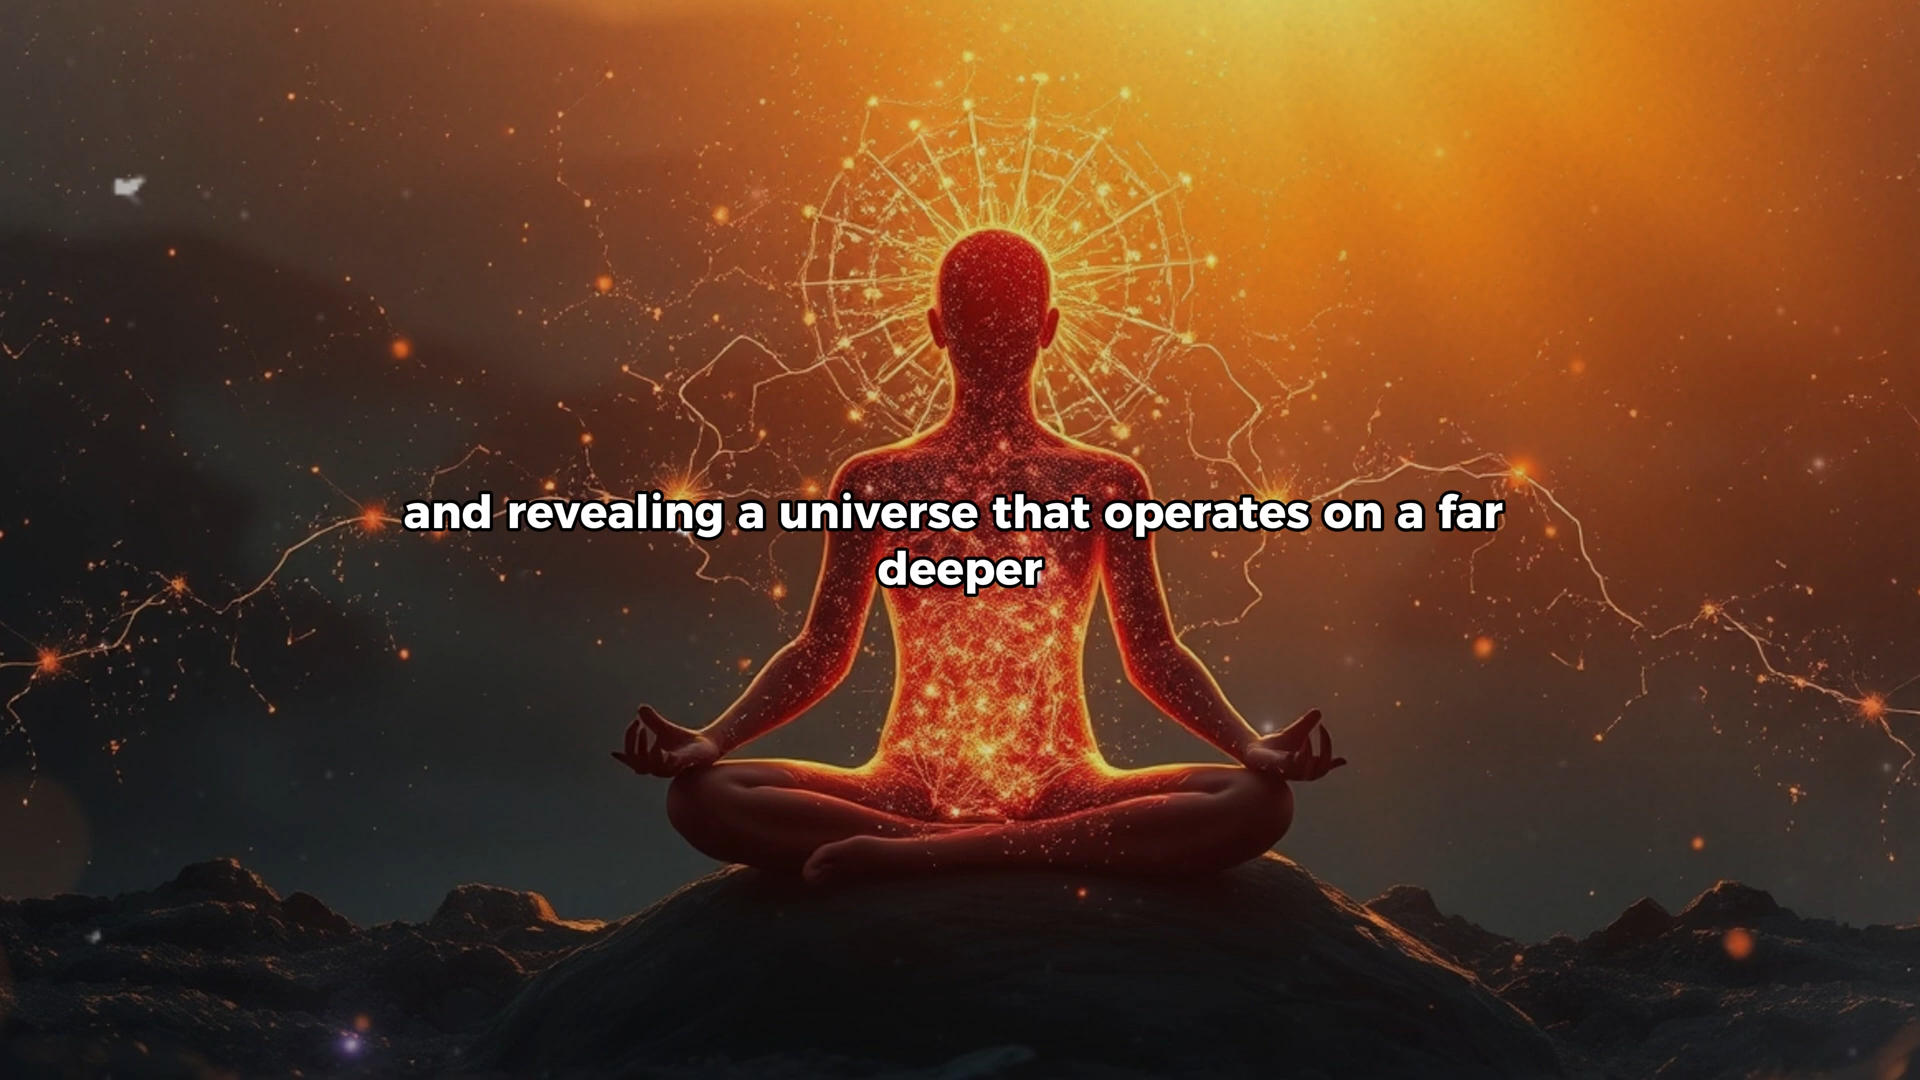 and revealing a universe that operates on a far
deeper